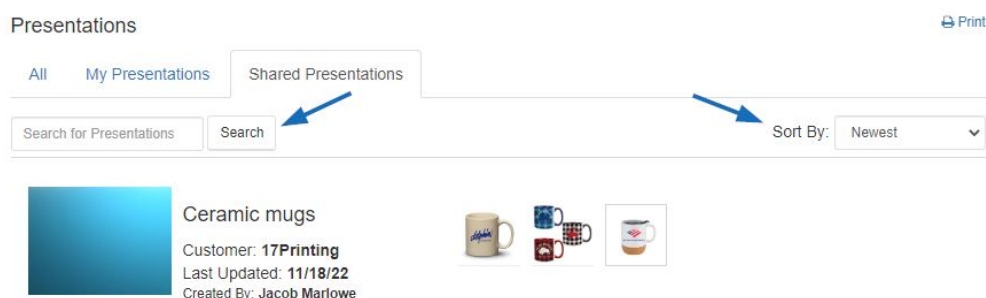 Presentations
Print
All
My Presentations
Shared Presentations
Search for Presentations
Search
Sort By:
Newest
Ceramic mugs
Customer: 17Printing
Last Updated: 11/18/22
Created By: Jacob Marlowe